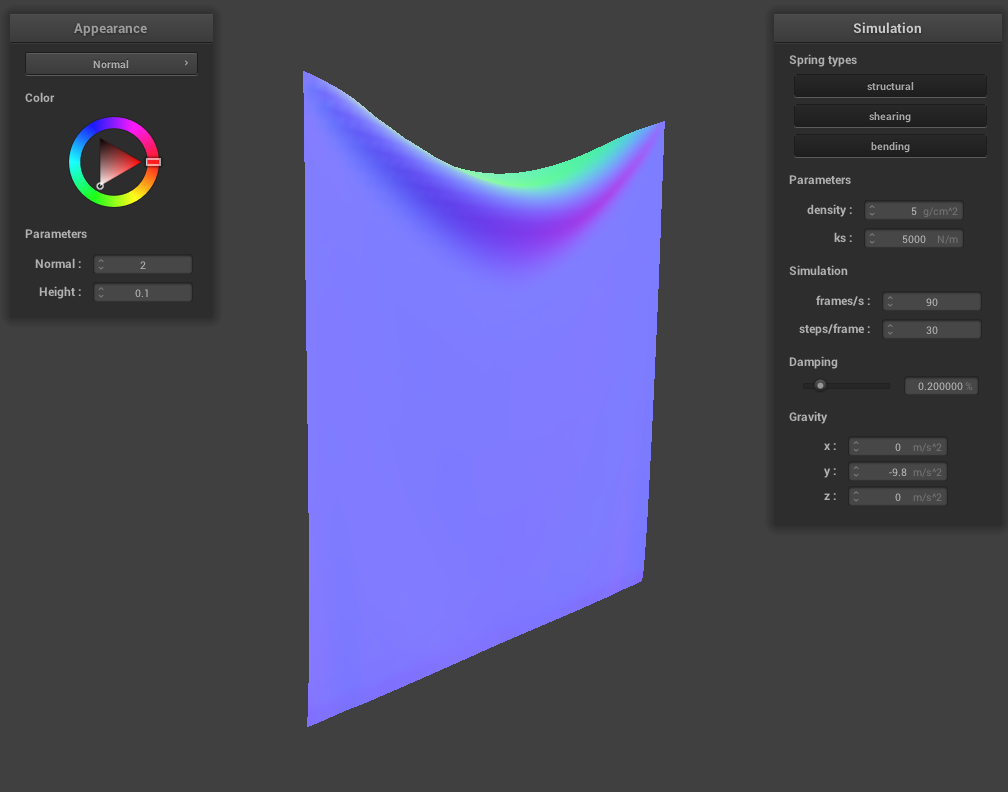 Appearance
Normal
Color
Parameters
Normal : 2
Height : 0.1
Simulation
Spring types
structural
shearing
bending
Parameters
density : 5 g/cm^2
ks : 5000 N/m
Simulation
frames/s : 90
steps/frame : 30
Damping
0.200000 %
Gravity
x : 0 m/s^2
y : -9.8 m/s^2
z : 0 m/s^2